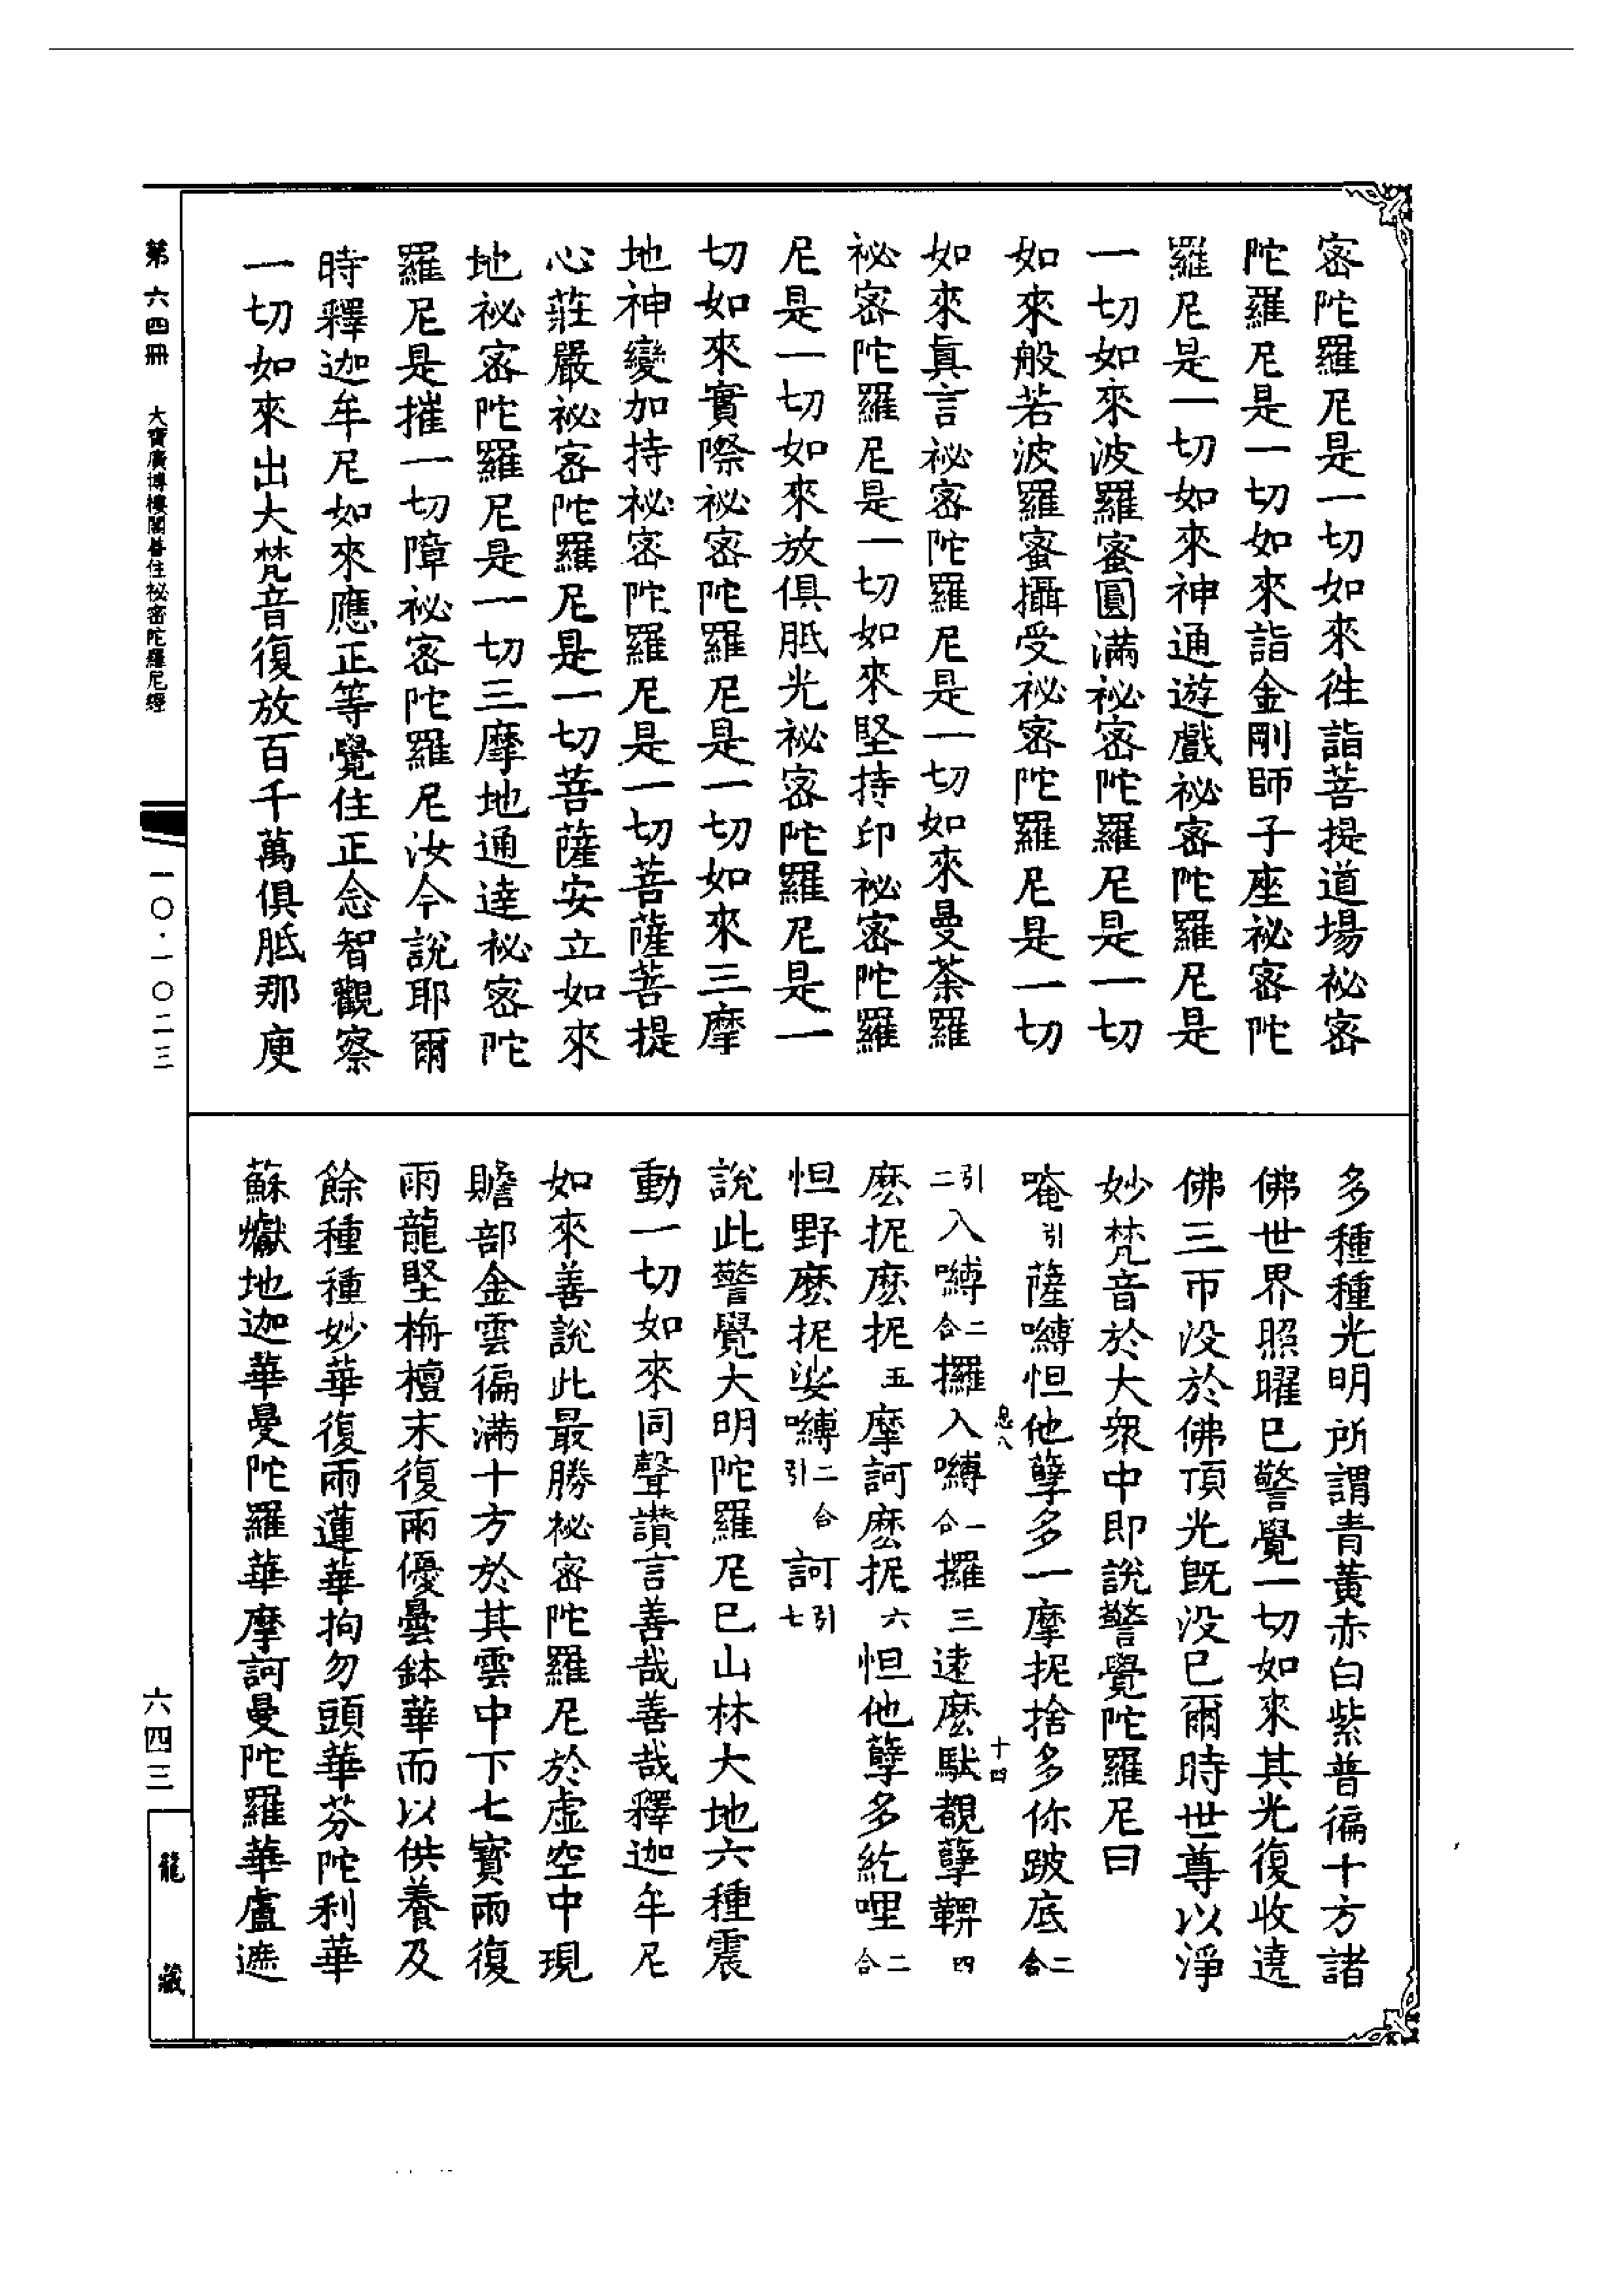 密陀羅尼是一切如來徃詣菩提道場祕密
陀羅尼是一切如來詣金剛師子座祕密陀
羅尼是一切如來神通遊戲祕密陀羅尼是
一切如來波羅蜜圓滿祕密陀羅尼是一切
如來般若波羅蜜攝受祕密陀羅尼是一切
如來眞言祕密陀羅尼是一切如來曼荼羅
祕密陀羅尼是一切如來堅持印祕密陀羅
尼是一切如來放俱胝光祕密陀羅尼是一
切如來實際祕密陀羅尼是一切如來三摩
地神變加持祕密陀羅尼是一切菩薩菩提
心莊嚴祕密陀羅尼是一切菩薩安立如來
地祕密陀羅尼是一切三摩地通達祕密陀
羅尼是摧一切障祕密陀羅尼汝今說耶爾
時釋迦牟尼如來應正等覺住正念智觀察
一切如來出大梵音復放百千萬俱胝那庾
多種種光明所謂青黃赤白紫普徧十方諸
佛世界照曜已警覺一切如來其光復收遶
佛三帀没於佛頂光旣没已爾時世尊以淨
妙梵音於大衆中即說警覺陀羅尼曰
唵引薩嚩怛他孽多一摩抳捨多你跛底二合
引二入嚩二合攞入嚩一合攞三逺麽馱覩孽鞞四
麽抳麽抳五摩訶麽抳六怛他孽多紇哩二合
怛野麽抳娑嚩二合引訶引七
說此警覺大明陀羅尼已山林大地六種震
動一切如來同聲讃言善哉善哉釋迦牟尼
如來善說此最勝祕密陀羅尼於虛空中現
贍部金雲徧滿十方於其雲中下七寳雨復
雨龍堅栴檀末復雨優曇鉢華而以供養及
餘種種妙華復雨蓮華拘勿頭華芬陀利華
蘇巘地迦華曼陀羅華摩訶曼陀羅華盧遮
息八
十四
第六四冊 大寳廣博樓閣善住祕密陀羅尼經
一〇·一〇二三
六四三
龍藏